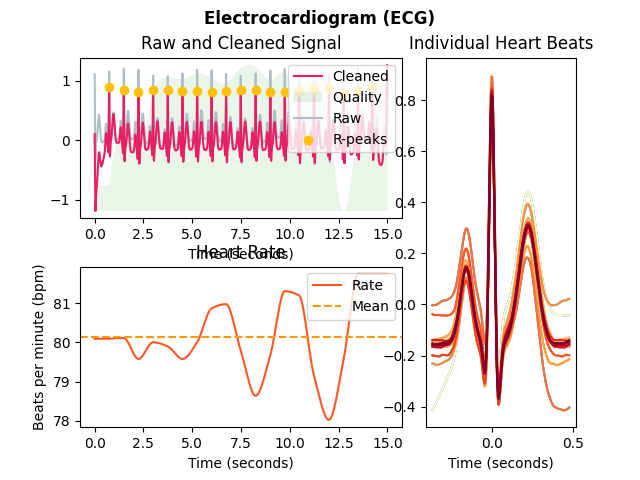 Electrocardiogram (ECG)
Raw and Cleaned Signal
Individual Heart Beats
1
0
−1
Cleaned
Quality
Raw
R-peaks
0.0 2.5 5.0 7.5 10.0 12.5 15.0
Time (seconds)
Heart Rate
Beats per minute (bpm)
81
80
79
78
Rate
Mean
0.0 2.5 5.0 7.5 10.0 12.5 15.0
Time (seconds)
0.8
0.6
0.4
0.2
0.0
−0.2
−0.4
0.0 0.5
Time (seconds)